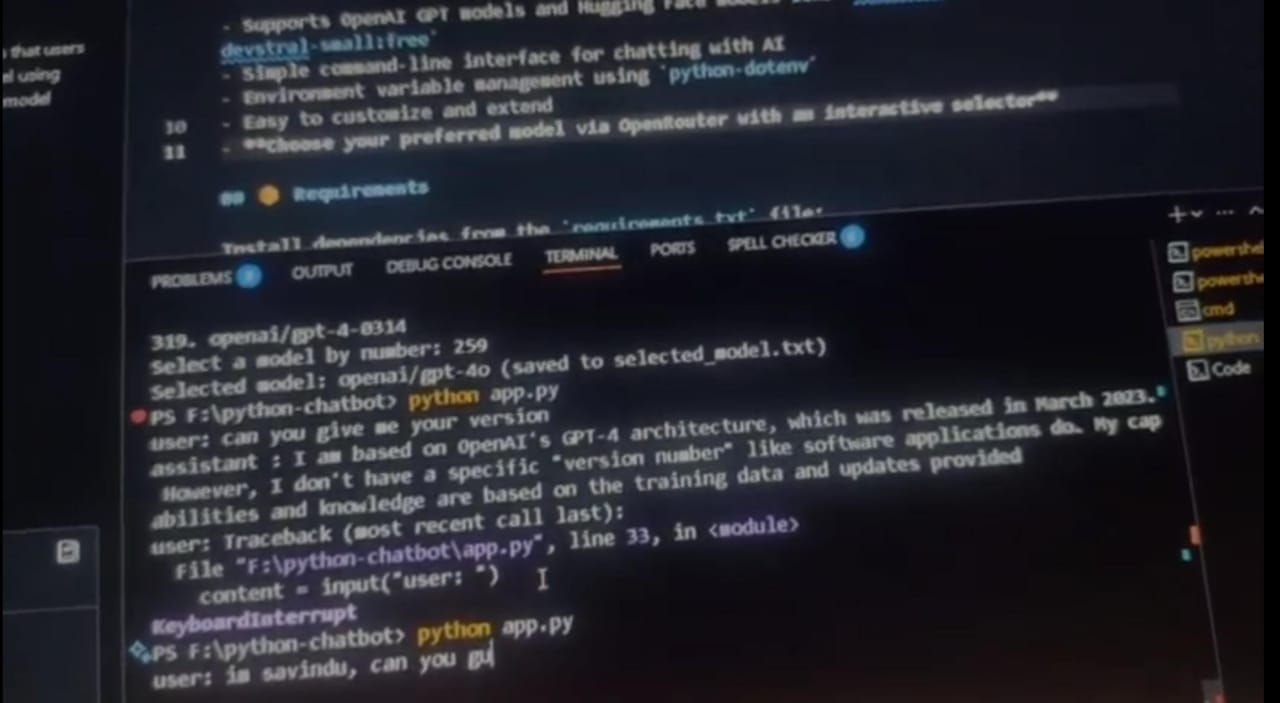 that users
el using
model
- Supports OpenAI GPT models and Hugging Face models
devstral-small:free`
- Simple command-line interface for chatting with AI
- Environment variable management using `python-dotenv`
10 - Easy to customize and extend
11 - **Choose your preferred model via OpenRouter with an interactive selector**
## Requirements
Install dependencies from the `requirements.txt` file:
PROBLEMS OUTPUT DEBUG CONSOLE TERMINAL PORTS SPELL CHECKER
powershel
powershe
cmd
python
Code
319. openai/gpt-4-0314
Select a model by number: 259
Selected model: openai/gpt-4o (saved to selected_model.txt)
PS F:\python-chatbot> python app.py
user: can you give me your version
assistant : I am based on OpenAI's GPT-4 architecture, which was released in March 2023.
However, I don't have a specific "version number" like software applications do. My cap
abilities and knowledge are based on the training data and updates provided
user: Traceback (most recent call last):
File "F:\python-chatbot\app.py", line 33, in <module>
content = input("user: ")
KeyboardInterrupt
PS F:\python-chatbot> python app.py
user: im savindu, can you gu